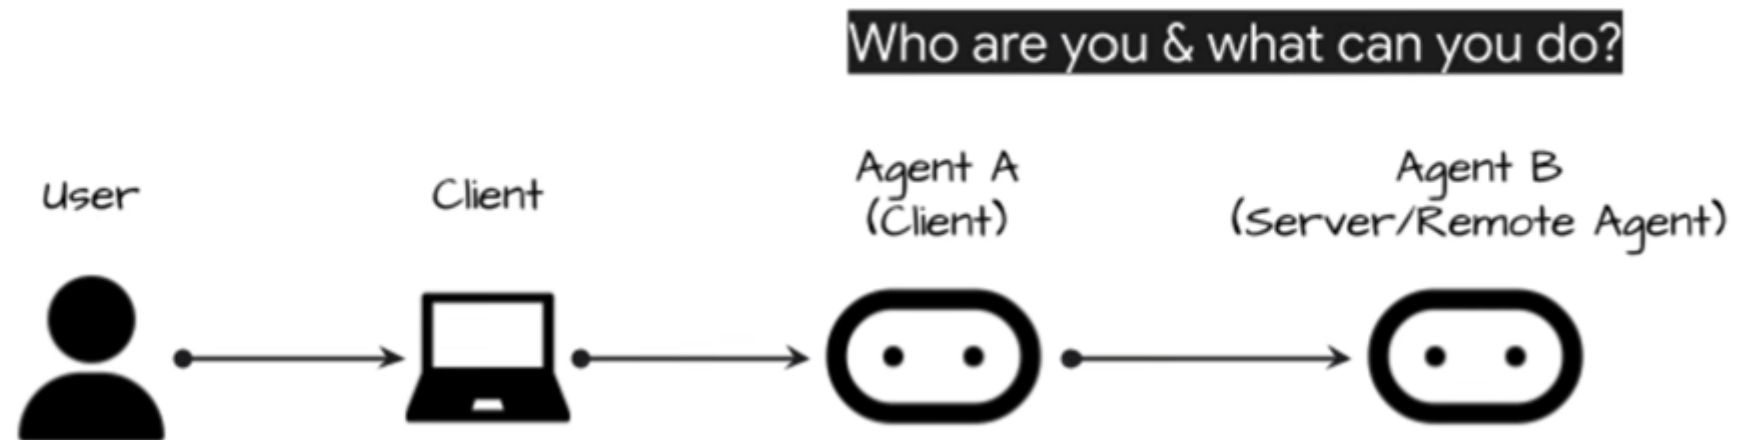 Who are you & what can you do?
User
Client
Agent A
(Client)
Agent B
(Server/Remote Agent)